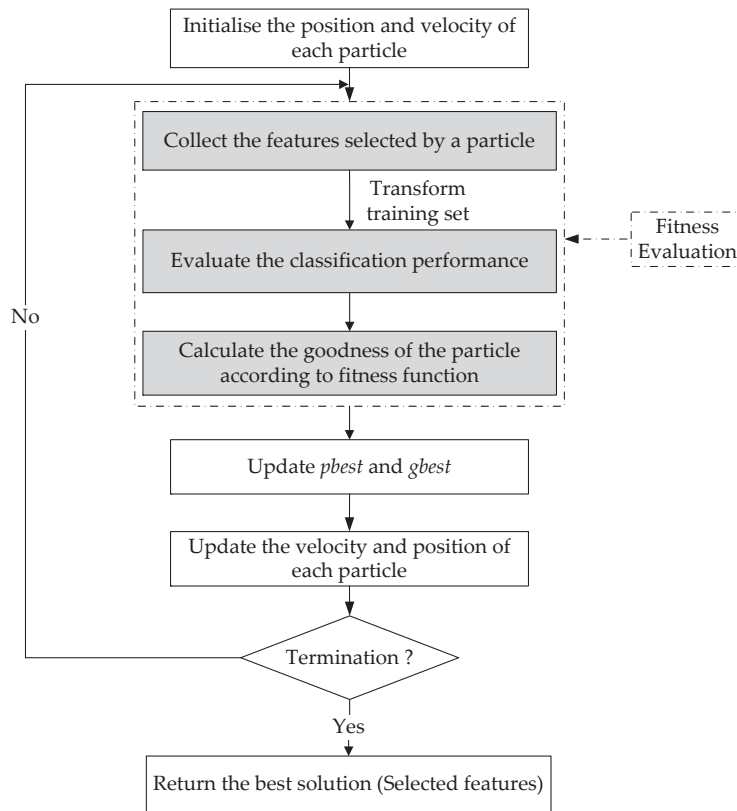 Initialise the position and velocity of
each particle
Collect the features selected by a particle
Transform
training set
Fitness
Evaluation
Evaluate the classification performance
No
Calculate the goodness of the particle
according to fitness function
Update pbest and gbest
Update the velocity and position of
each particle
Termination ?
Yes
Return the best solution (Selected features)